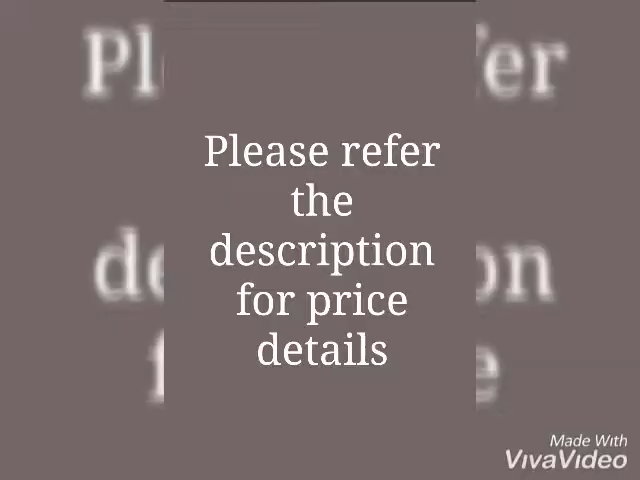 Please refer
the
description
for price
details
Made With
VivaVideo